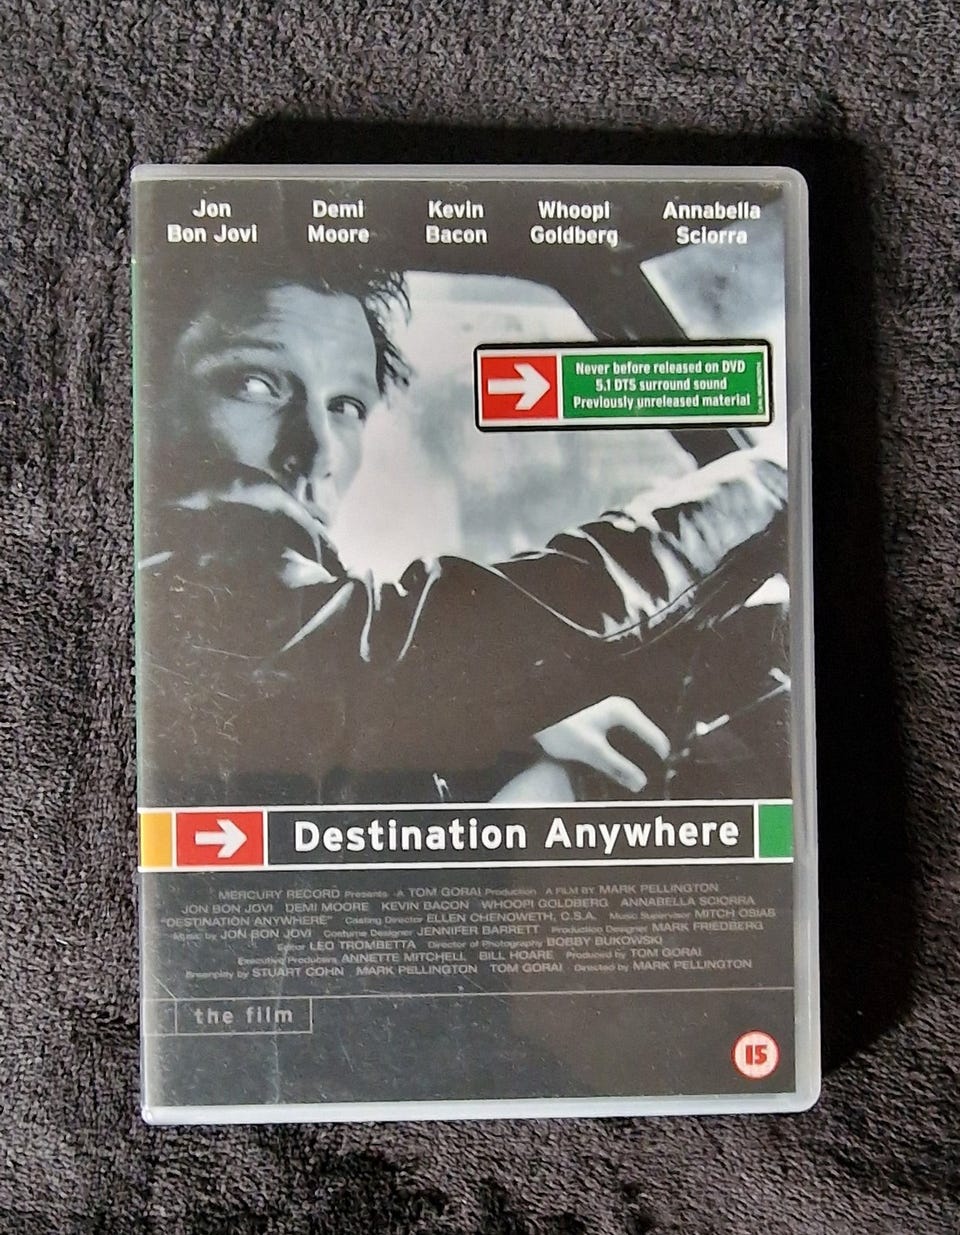 Jon Bon Jovi
Demi Moore
Kevin Bacon
Whoopi Goldberg
Annabella Sciorra
Never before released on DVD
5.1 DTS surround sound
Previously unreleased material
Destination Anywhere
MERCURY RECORD Presents A TOM GORAI Production A FILM BY MARK PELLINGTON
JON BON JOVI DEMI MOORE KEVIN BACON WHOOPI GOLDBERG ANNABELLA SCIORRA
"DESTINATION ANYWHERE" Casting Director ELLEN CHENOWETH, C.S.A. Music Supervisor MITCH OSIAS
Music by JON BON JOVI Costume Designer JENNIFER BARRETT Production Designer MARK FRIEDBERG
Editor LEO TROMBETTA Director of Photography BOBBY BUKOWSKI
Executive Producers ANNETTE MITCHELL BILL HOARE Produced by TOM GORAI
Screenplay by STUART COHN MARK PELLINGTON TOM GORAI Directed by MARK PELLINGTON
the film
15